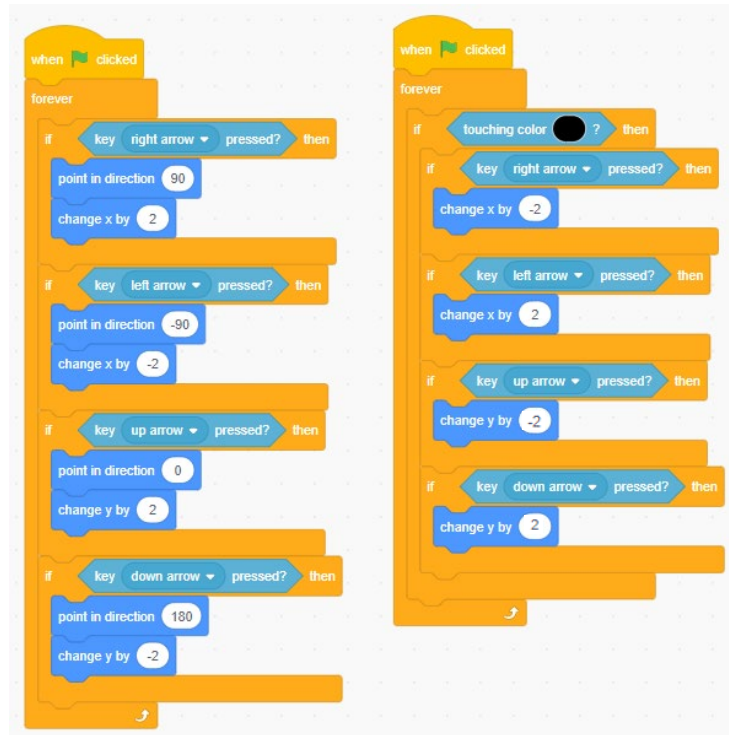 when clicked
forever
if key right arrow pressed? then
point in direction 90
change x by 2
if key left arrow pressed? then
point in direction -90
change x by -2
if key up arrow pressed? then
point in direction 0
change y by 2
if key down arrow pressed? then
point in direction 180
change y by -2
when clicked
forever
if touching color ? then
if key right arrow pressed? then
change x by -2
if key left arrow pressed? then
change x by 2
if key up arrow pressed? then
change y by -2
if key down arrow pressed? then
change y by 2